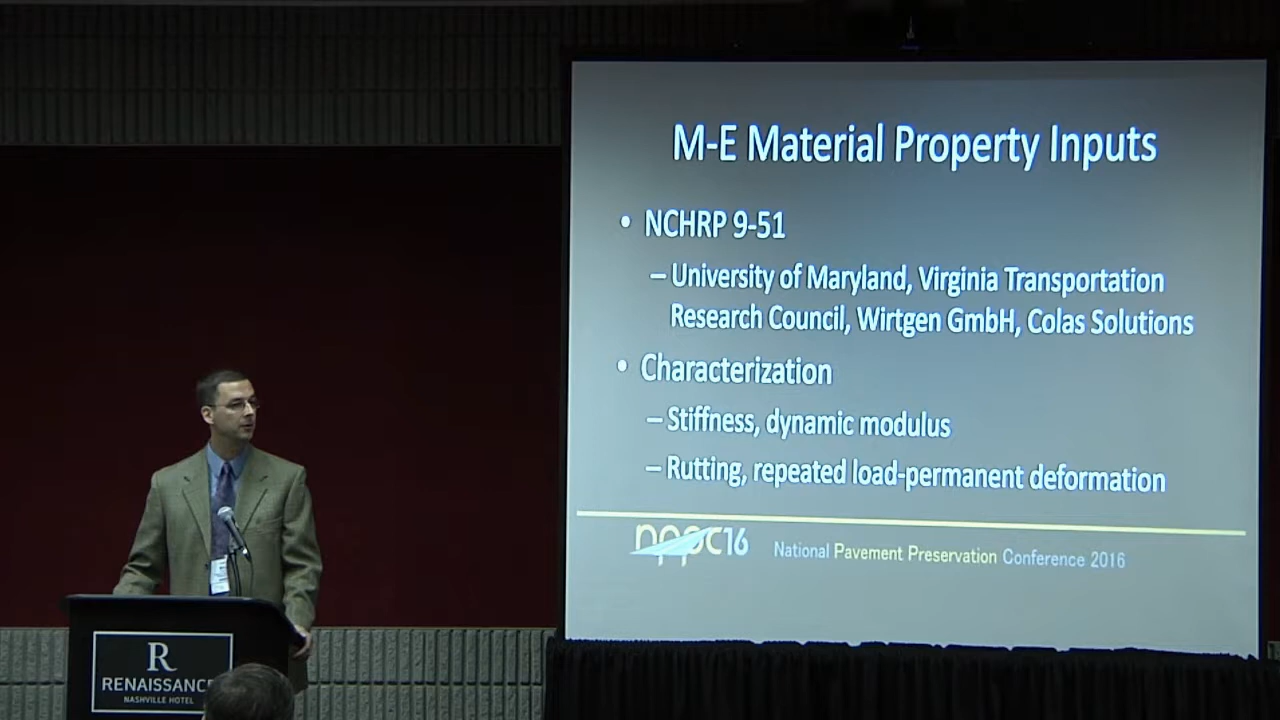 M-E Material Property Inputs
• NCHRP 9-51
– University of Maryland, Virginia Transportation
Research Council, Wirtgen GmbH, Colas Solutions
• Characterization
– Stiffness, dynamic modulus
– Rutting, repeated load-permanent deformation
nppc16
National Pavement Preservation Conference 2016
R
RENAISSANCE
NASHVILLE HOTEL